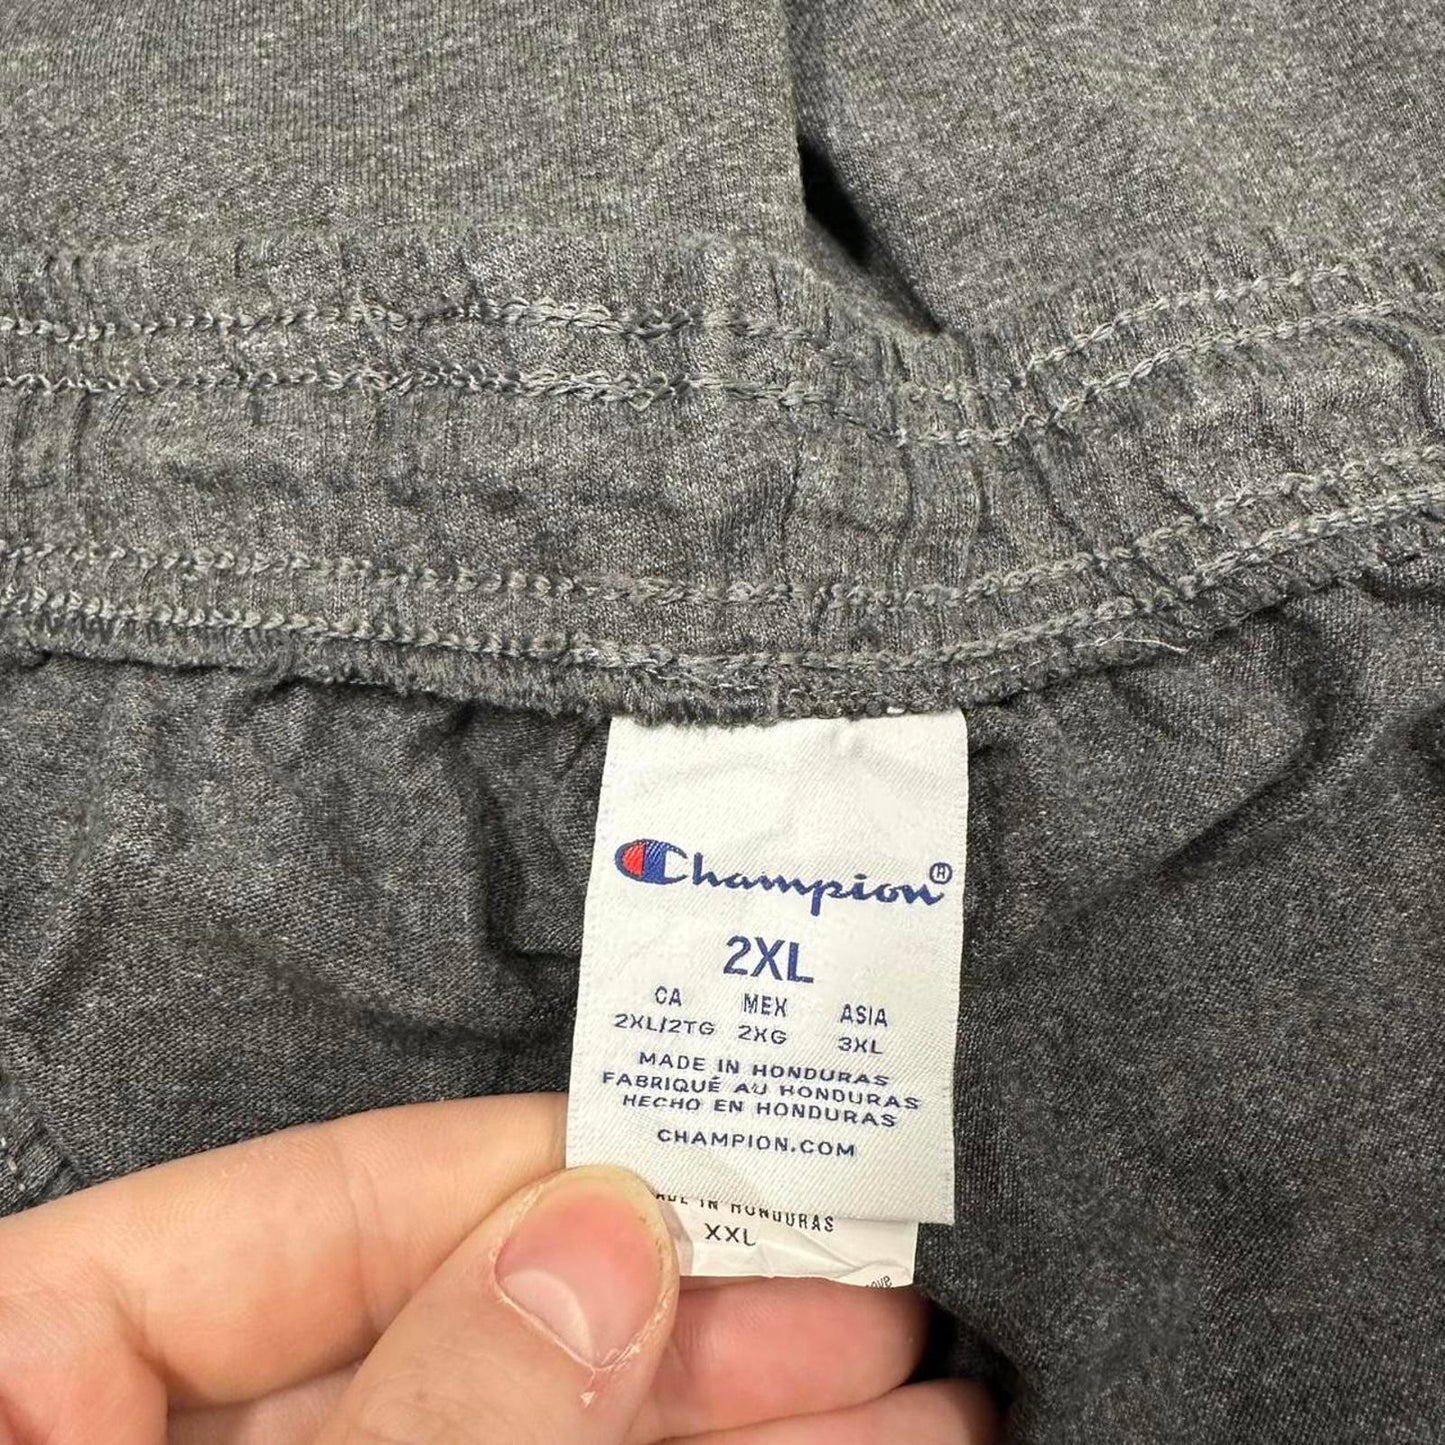 Champion®
2XL
CA MEX ASIA
2XL/2TG 2XG 3XL
MADE IN HONDURAS
FABRIQUÉ AU HONDURAS
HECHO EN HONDURAS
CHAMPION.COM
IN HONDURAS
XXL